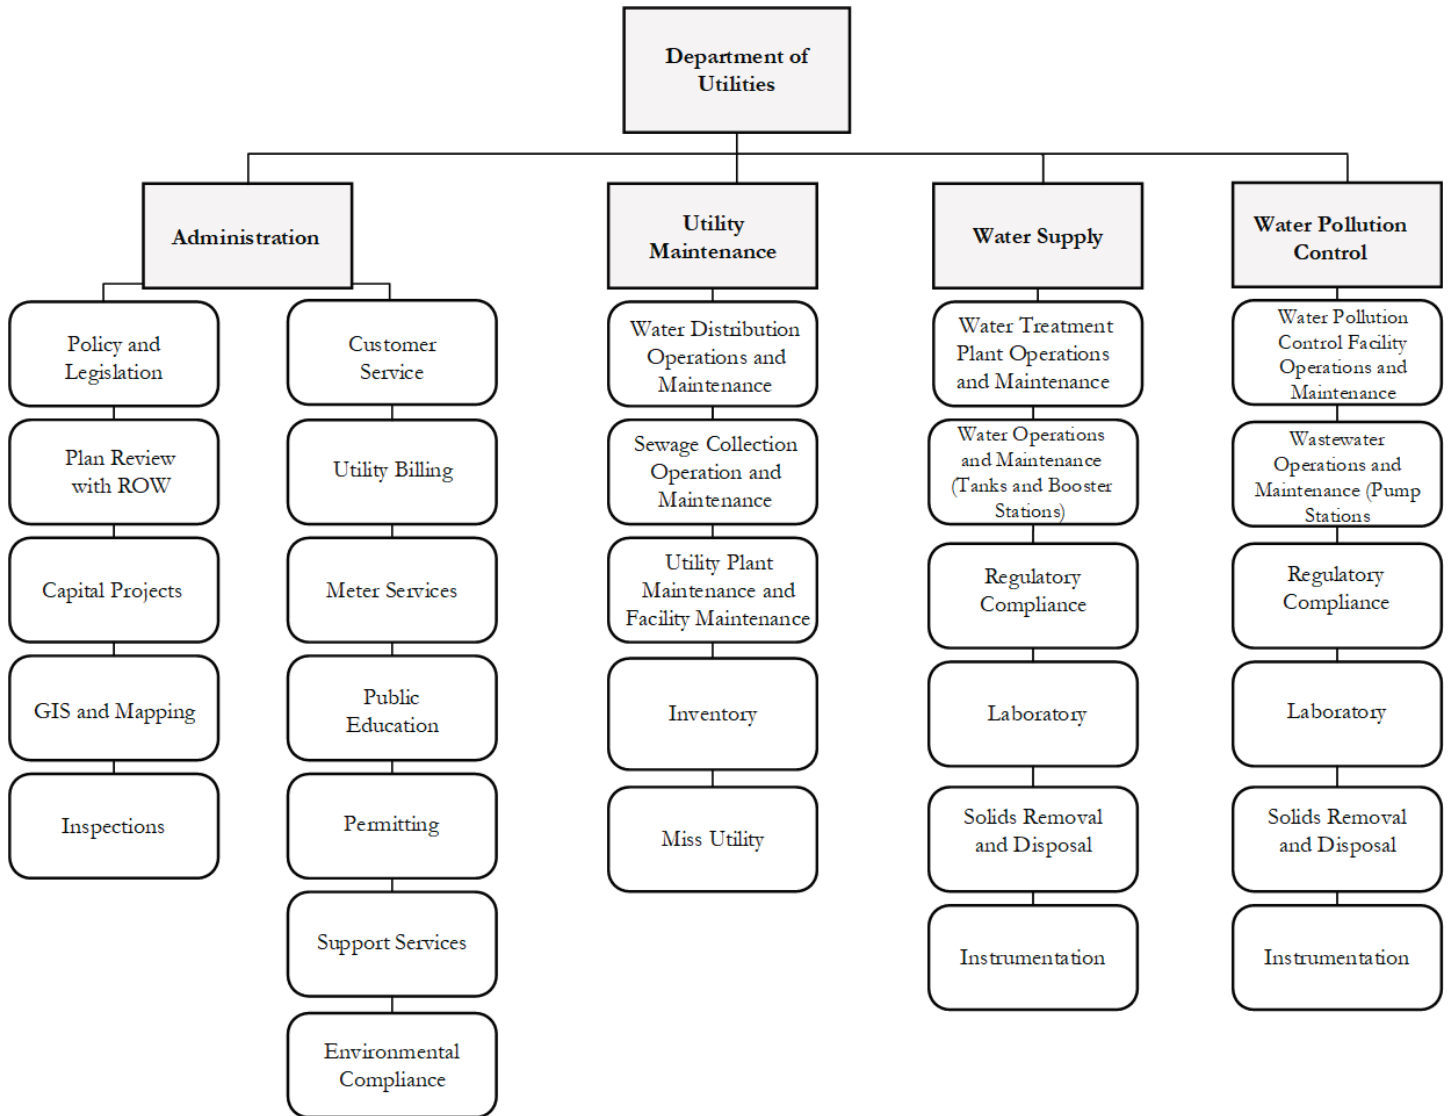 Department of
Utilities
Administration
Utility
Maintenance
Water Supply
Water Pollution
Control
Policy and
Legislation
Plan Review
with ROW
Capital Projects
GIS and Mapping
Inspections
Customer
Service
Utility Billing
Meter Services
Public
Education
Permitting
Support Services
Environmental
Compliance
Water Distribution
Operations and
Maintenance
Sewage Collection
Operation and
Maintenance
Utility Plant
Maintenance and
Facility Maintenance
Inventory
Miss Utility
Water Treatment
Plant Operations
and Maintenance
Water Operations
and Maintenance
(Tanks and Booster
Stations)
Regulatory
Compliance
Laboratory
Solids Removal
and Disposal
Instrumentation
Water Pollution
Control Facility
Operations and
Maintenance
Wastewater
Operations and
Maintenance (Pump
Stations
Regulatory
Compliance
Laboratory
Solids Removal
and Disposal
Instrumentation